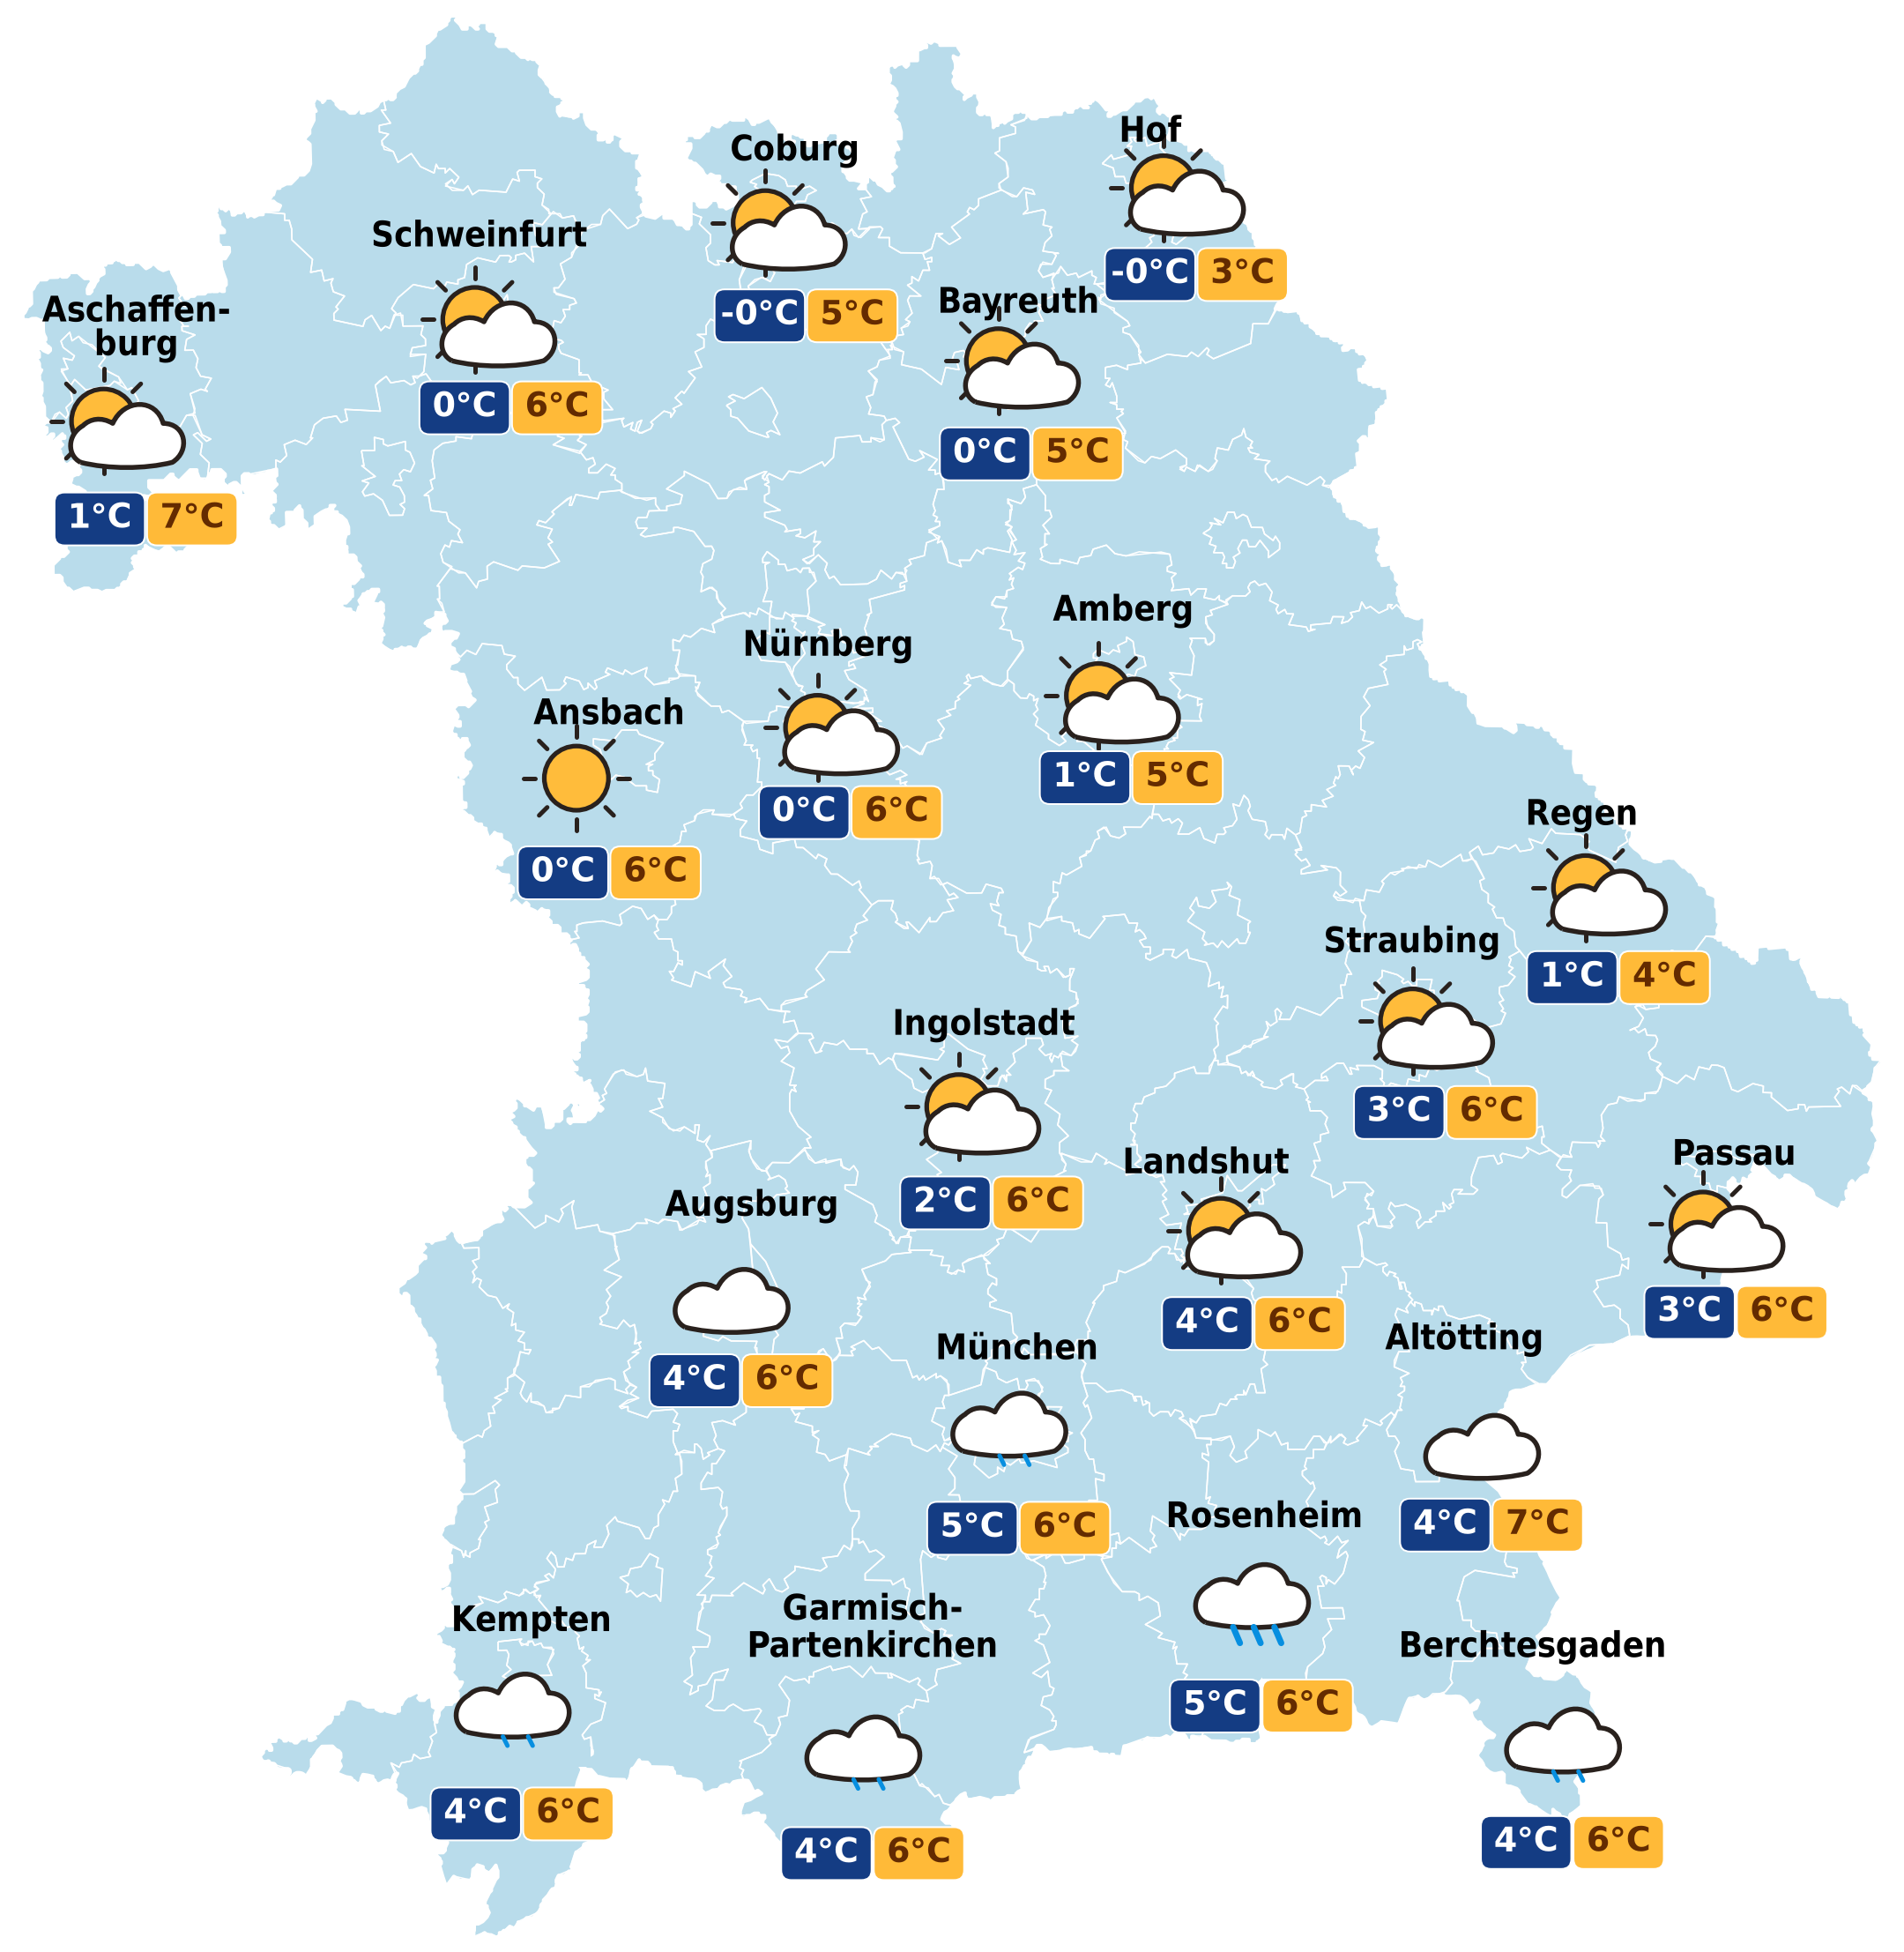 Hof
-0°C 3°C
Coburg
-0°C 5°C
Schweinfurt
0°C 6°C
Bayreuth
0°C 5°C
Aschaffen-
burg
1°C 7°C
Amberg
1°C 5°C
Nürnberg
0°C 6°C
Ansbach
0°C 6°C
Regen
1°C 4°C
Straubing
3°C 6°C
Ingolstadt
2°C 6°C
Passau
3°C 6°C
Landshut
4°C 6°C
Augsburg
4°C 6°C
Altötting
4°C 7°C
München
5°C 6°C
Rosenheim
5°C 6°C
Kempten
4°C 6°C
Garmisch-
Partenkirchen
4°C 6°C
Berchtesgaden
4°C 6°C